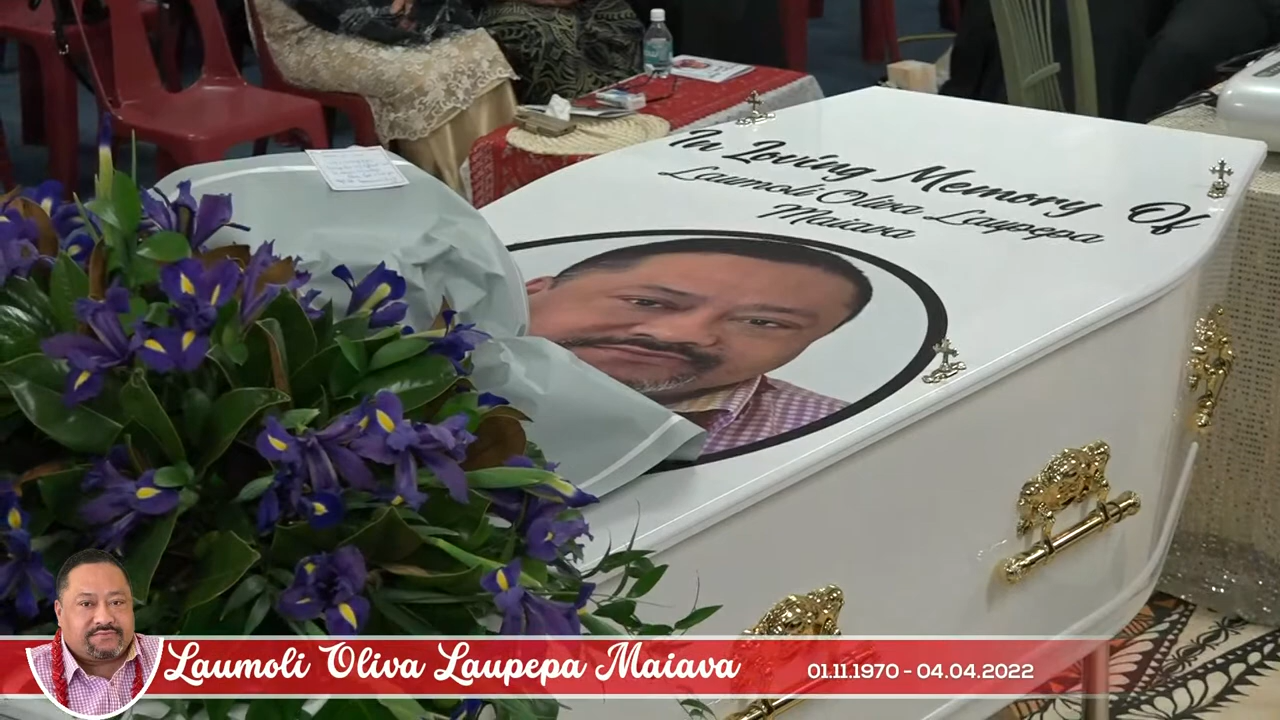 In Loving Memory Of
Laumoli Oliva Laupepa
Maiava
Laumoli Oliva Laupepa Maiava
01.11.1970 - 04.04.2022